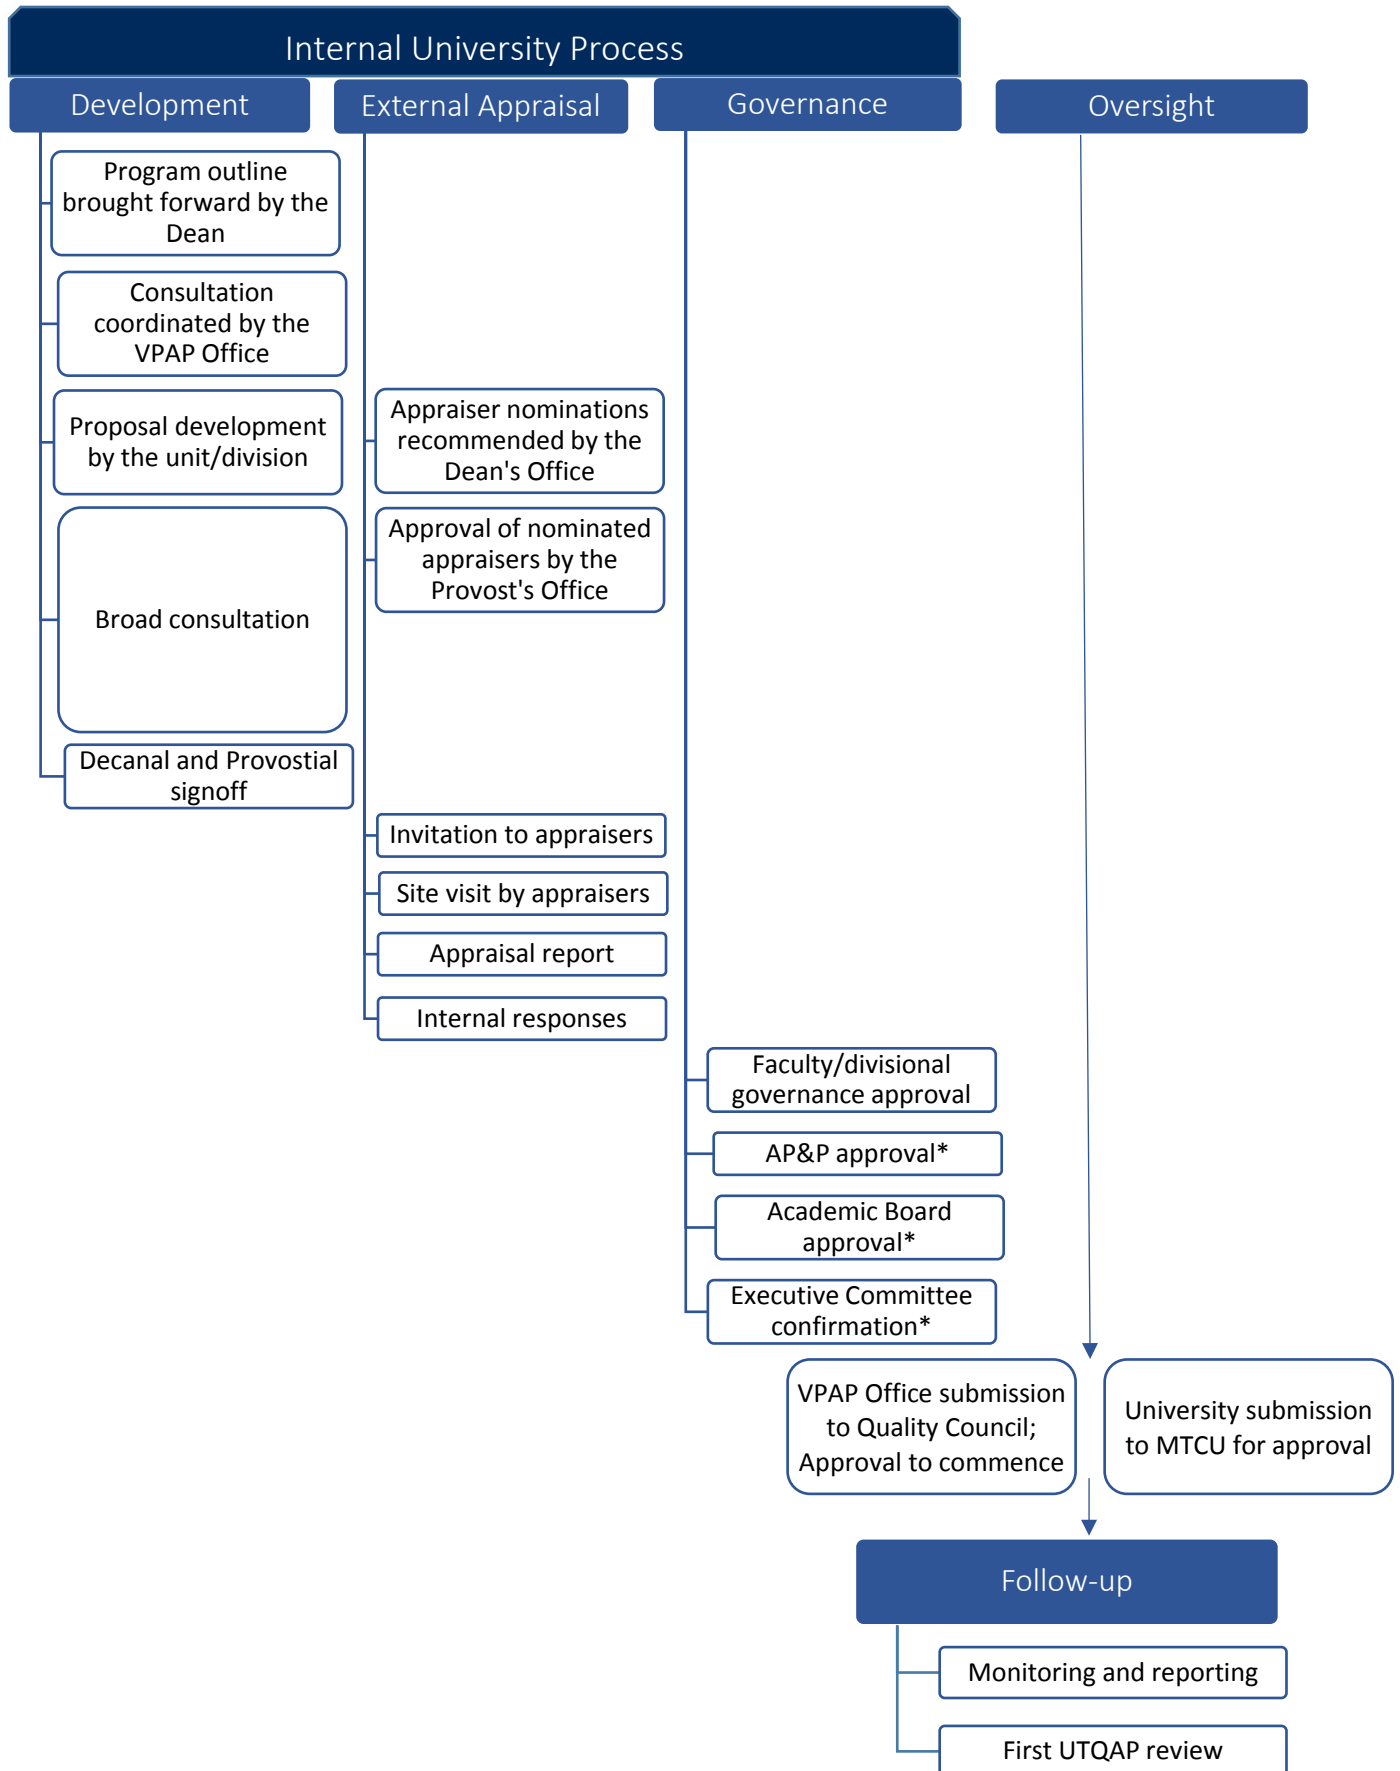 Internal University Process
Development
External Appraisal
Governance
Oversight
Program outline
brought forward by the
Dean
Consultation
coordinated by the
VPAP Office
Proposal development
by the unit/division
Broad consultation
Decanal and Provostial
signoff
Appraiser nominations
recommended by the
Dean's Office
Approval of nominated
appraisers by the
Provost's Office
Invitation to appraisers
Site visit by appraisers
Appraisal report
Internal responses
Faculty/divisional
governance approval
AP&P approval*
Academic Board
approval*
Executive Committee
confirmation*
VPAP Office submission
to Quality Council;
Approval to commence
University submission
to MTCU for approval
Follow-up
Monitoring and reporting
First UTQAP review